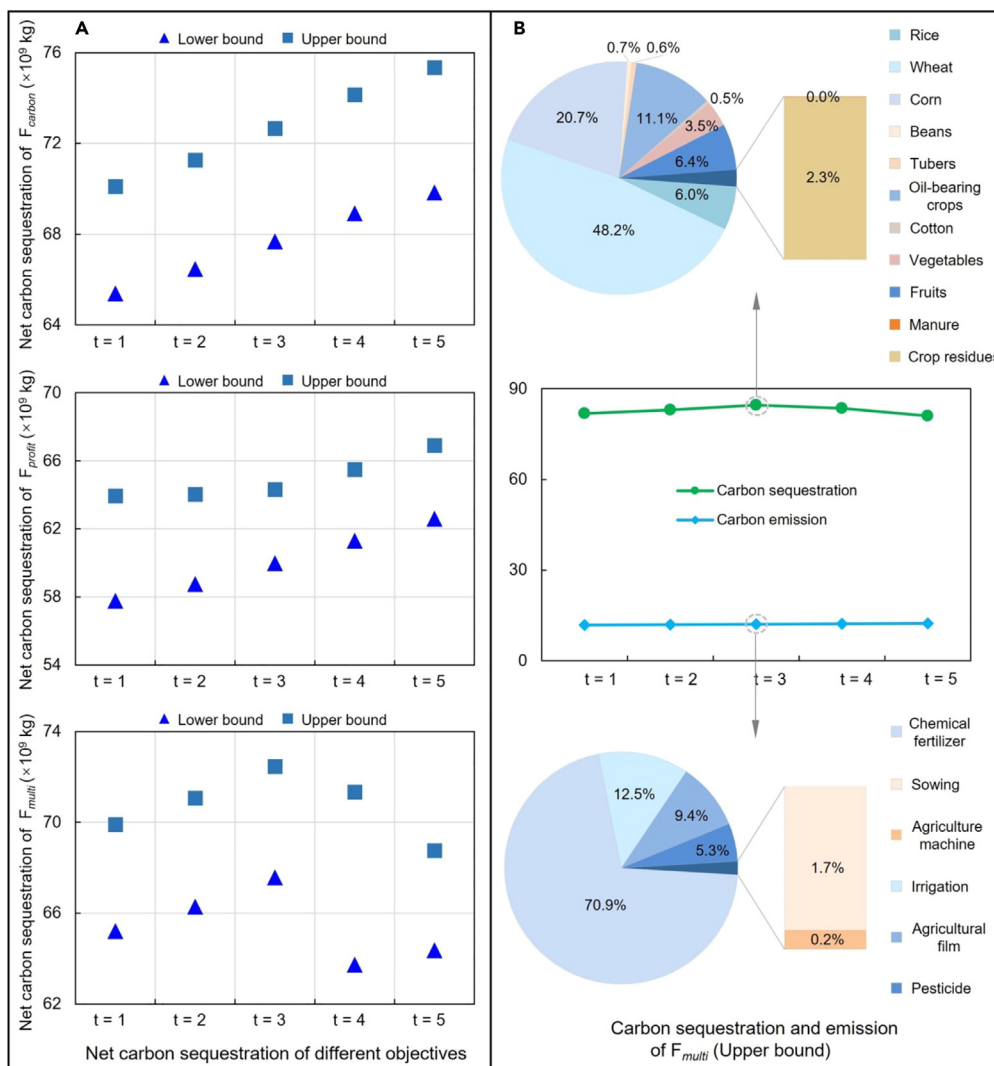 A
Lower bound
Upper bound
Net carbon sequestration of F_carbon (×10⁹ kg)
76
72
68
64
t = 1
t = 2
t = 3
t = 4
t = 5
Lower bound
Upper bound
Net carbon sequestration of F_profit (×10⁹ kg)
70
66
62
58
54
t = 1
t = 2
t = 3
t = 4
t = 5
Lower bound
Upper bound
Net carbon sequestration of F_multi (×10⁹ kg)
74
70
66
62
t = 1
t = 2
t = 3
t = 4
t = 5
Net carbon sequestration of different objectives
B
0.7%
0.6%
20.7%
11.1%
0.5%
3.5%
6.4%
6.0%
48.2%
0.0%
2.3%
Rice
Wheat
Corn
Beans
Tubers
Oil-bearing
crops
Cotton
Vegetables
Fruits
Manure
Crop residues
90
60
30
0
Carbon sequestration
Carbon emission
t = 1
t = 2
t = 3
t = 4
t = 5
12.5%
9.4%
5.3%
70.9%
1.7%
0.2%
Chemical
fertilizer
Sowing
Agriculture
machine
Irrigation
Agricultural
film
Pesticide
Carbon sequestration and emission
of F_multi (Upper bound)